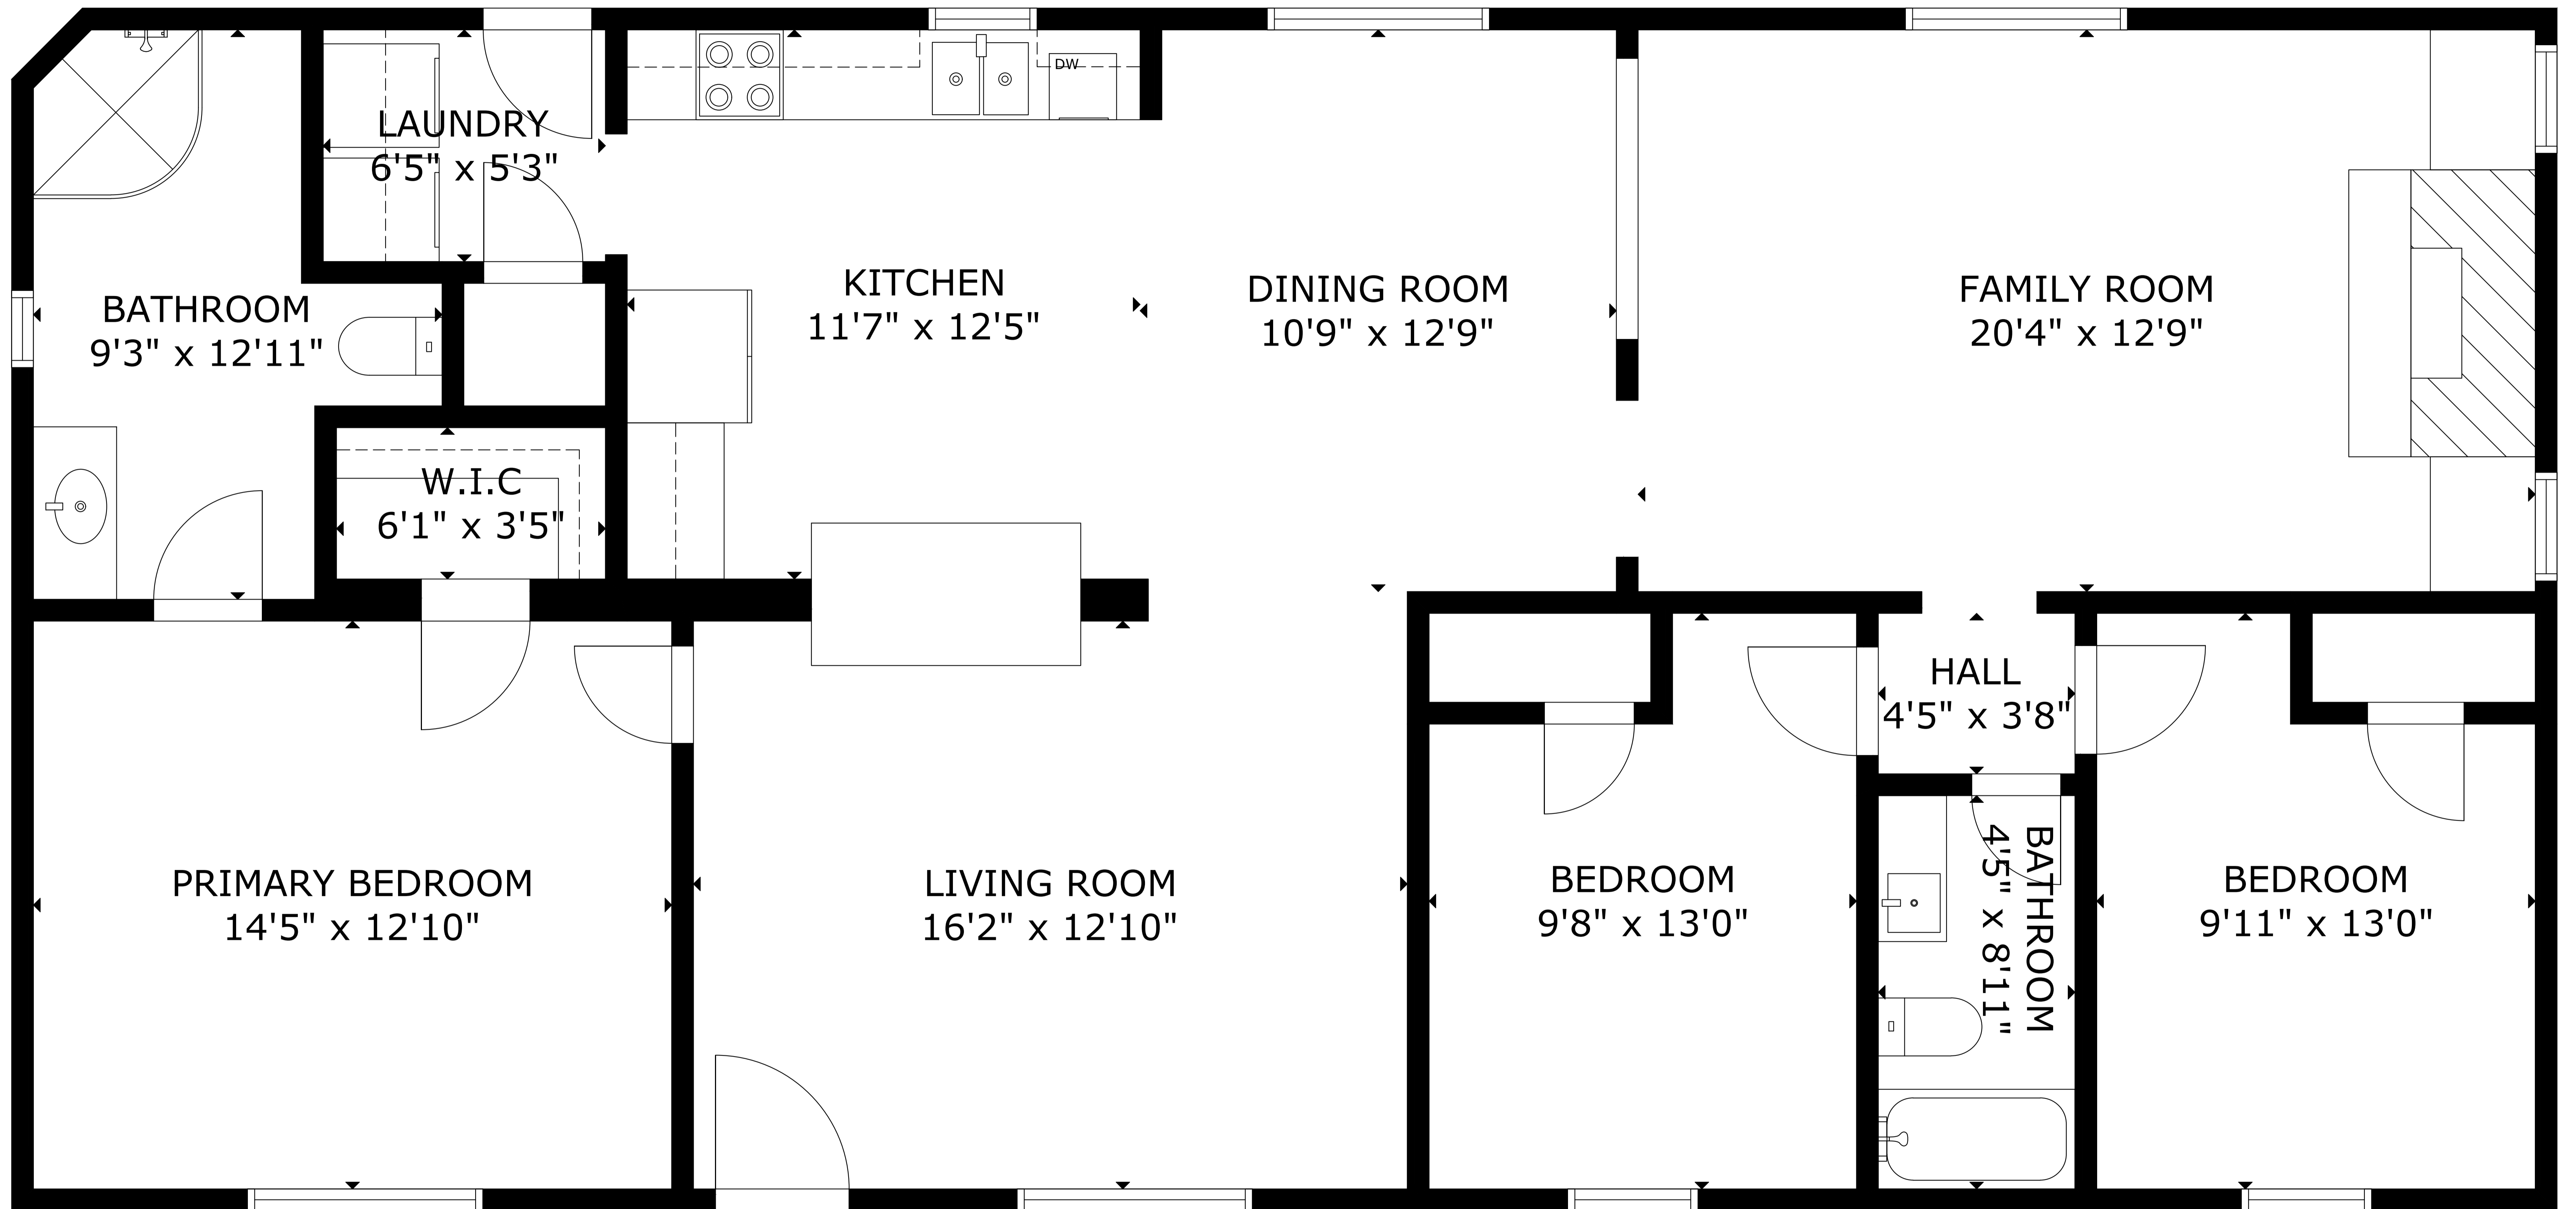 DW
LAUNDRY
6'5" x 5'3"
KITCHEN
11'7" x 12'5"
DINING ROOM
10'9" x 12'9"
FAMILY ROOM
20'4" x 12'9"
BATHROOM
9'3" x 12'11"
W.I.C
6'1" x 3'5"
HALL
4'5" x 3'8"
PRIMARY BEDROOM
14'5" x 12'10"
LIVING ROOM
16'2" x 12'10"
BEDROOM
9'8" x 13'0"
BATHROOM
4'5" x 8'11"
BEDROOM
9'11" x 13'0"